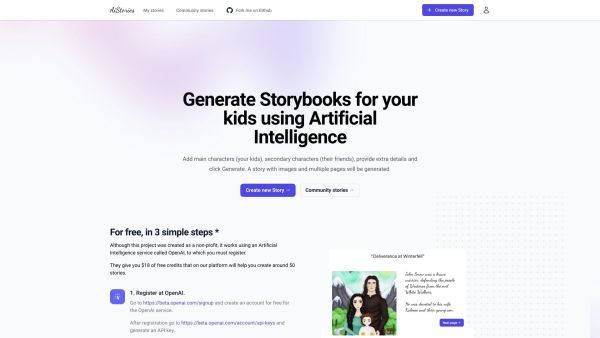 AiStories My stories Community stories Fork me on Github + Create new Story
Generate Storybooks for your
kids using Artificial
Intelligence
Add main characters (your kids), secondary characters (their friends), provide extra details and
click Generate. A story with images and multiple pages will be generated.
Create new Story → Community stories →
For free, in 3 simple steps *
Although this project was created as a non-profit, it works using an Artificial
Intelligence service called OpenAI, to which you must register.
They give you $18 of free credits that on our platform will help you create around 50
stories.
1. Register at OpenAI.
Go to https://beta.openai.com/signup and create an account for free for
the OpenAI service.
After registration go to https://beta.openai.com/account/api-keys and
generate an API key.
"Deliverance at Winterfell"
John Snow was a brave
warrior, defending the people
of Westeros from the evil
White Walkers.
He was devoted to his wife
and their young son.
Next page →